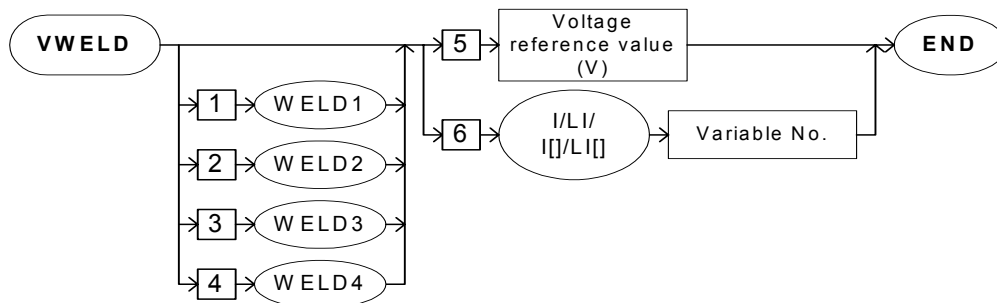 VWELD
5
Voltage
reference value
(V)
END
1
WELD1
6
I/LI/
I[]/LI[]
Variable No.
2
WELD2
3
WELD3
4
WELD4